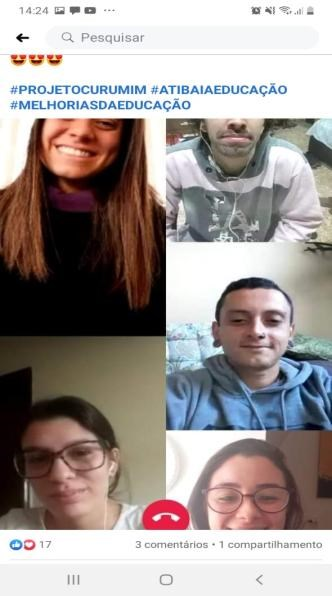 14:24
Pesquisar
#PROJETOCURUMIM #ATIBAIAEDUCAÇÃO
#MELHORIASDAEDUCAÇÃO
17
3 comentários • 1 compartilhamento